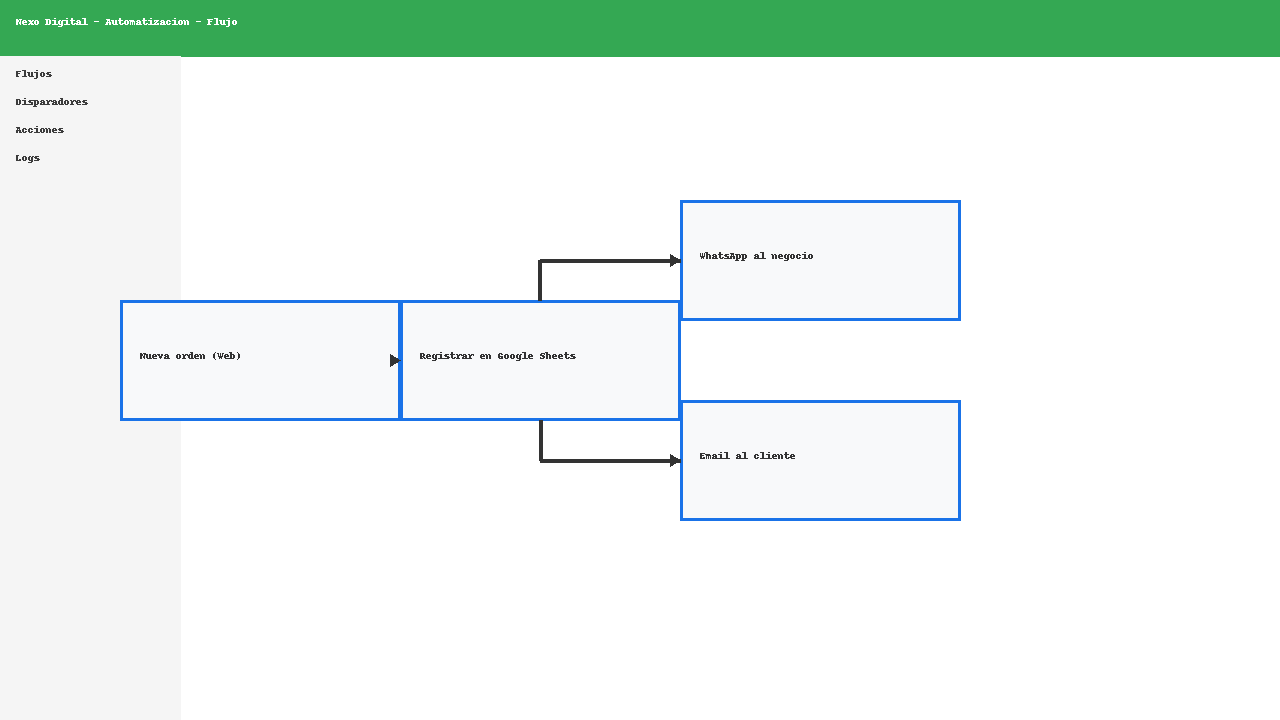 Nexo Digital - Automatizacion - Flujo
Flujos
Disparadores
Acciones
Logs
WhatsApp al negocio
Nueva orden (Web)
Registrar en Google Sheets
Email al cliente